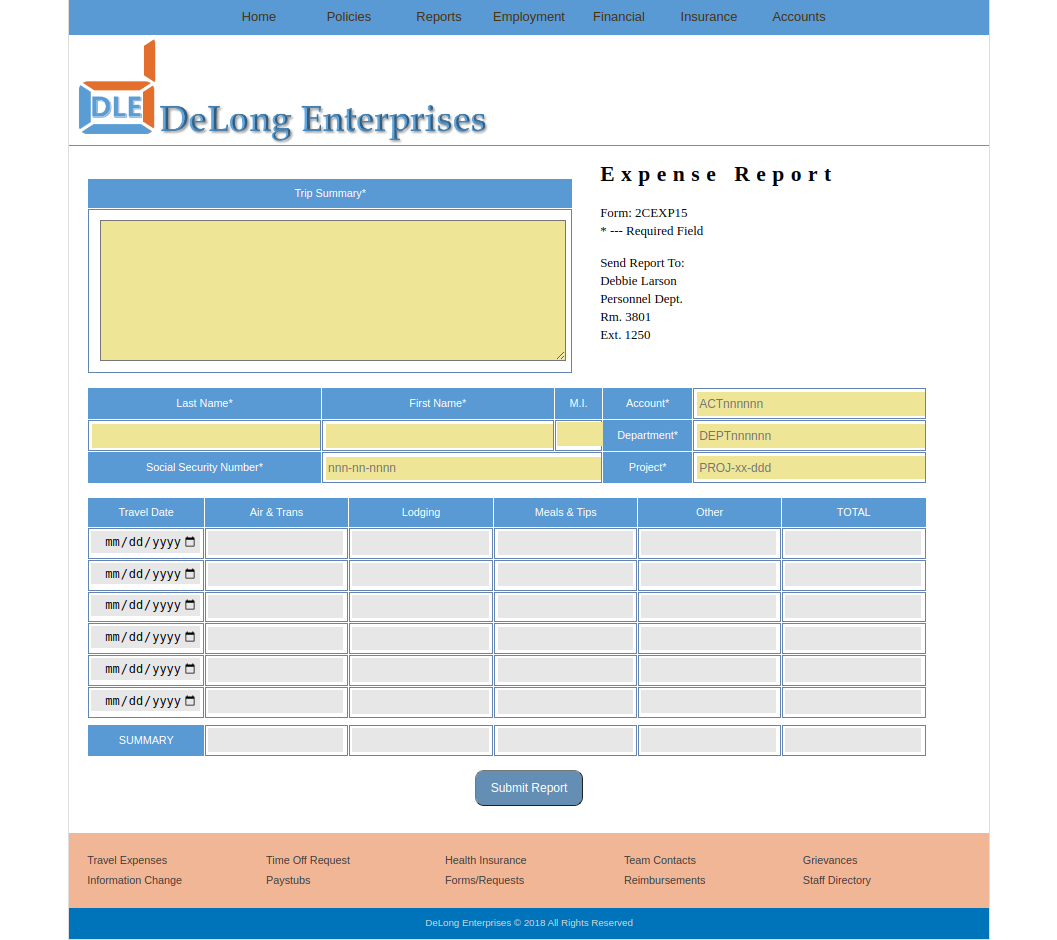 Home Policies Reports Employment Financial Insurance Accounts
DLE DeLong Enterprises
Expense Report
Trip Summary*
Form: 2CEXP15
* --- Required Field
Send Report To:
Debbie Larson
Personnel Dept.
Rm. 3801
Ext. 1250
Last Name* First Name* M.I. Account* ACTnnnnnn
Department* DEPTnnnnnn
Social Security Number* nnn-nn-nnnn Project* PROJ-xx-ddd
Travel Date Air & Trans Lodging Meals & Tips Other TOTAL
mm/dd/yyyy
mm/dd/yyyy
mm/dd/yyyy
mm/dd/yyyy
mm/dd/yyyy
mm/dd/yyyy
SUMMARY
Submit Report
Travel Expenses Time Off Request Health Insurance Team Contacts Grievances
Information Change Paystubs Forms/Requests Reimbursements Staff Directory
DeLong Enterprises © 2018 All Rights Reserved